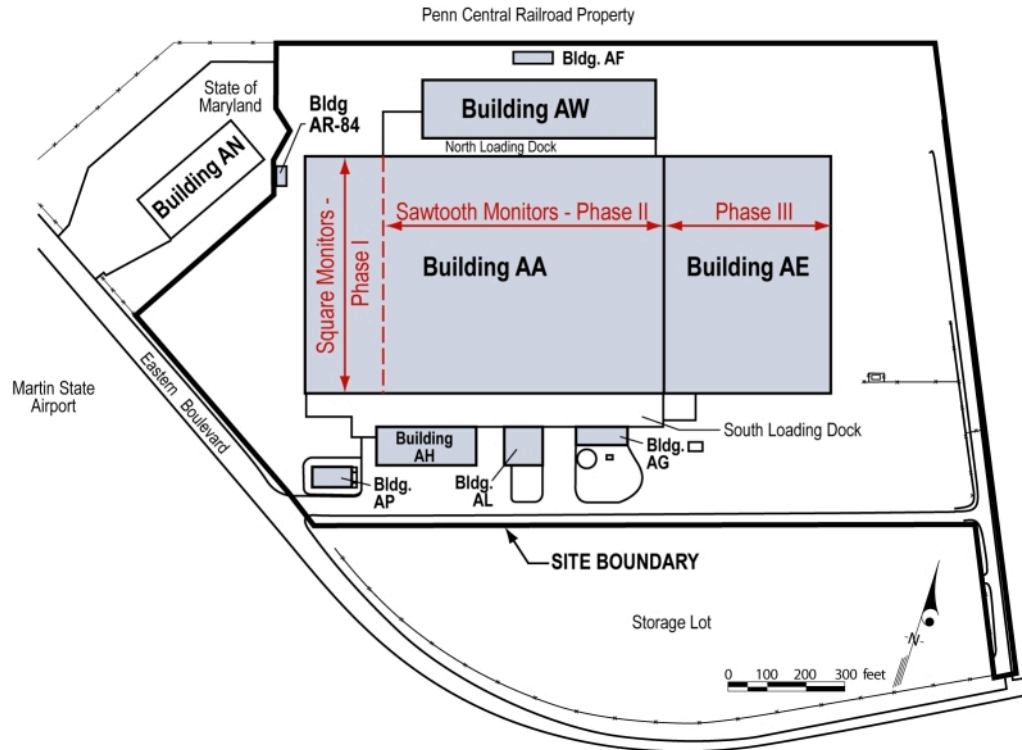 Penn Central Railroad Property
Bldg. AF
State of
Maryland
Bldg
AR-84
Building AW
Building AN
North Loading Dock
Square Monitors -
Phase I
Sawtooth Monitors - Phase II
Phase III
Building AA
Building AE
Martin State
Airport
Eastern Boulevard
South Loading Dock
Building
AH
Bldg.
AG
Bldg.
AP
Bldg.
AL
SITE BOUNDARY
Storage Lot
-N-
0 100 200 300 feet